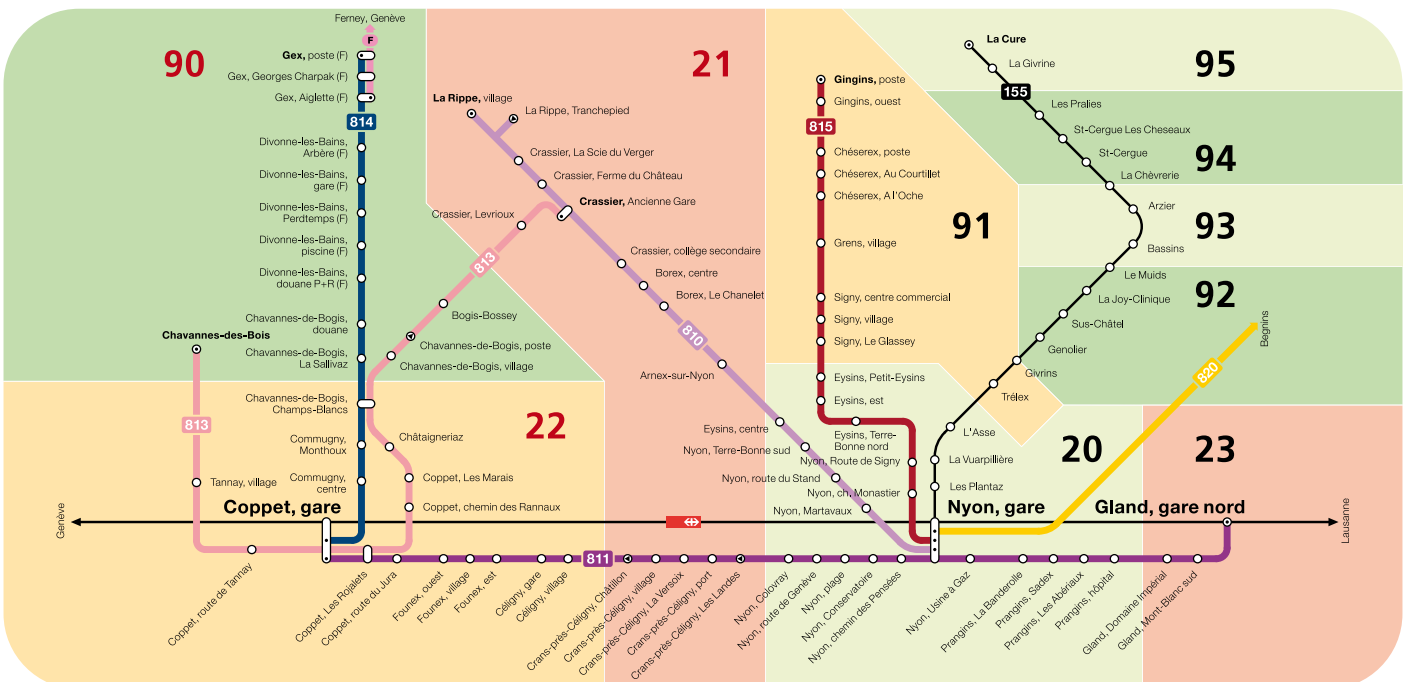 Ferney, Genève
F
90
21
95
94
93
92
91
22
20
23
Gex, poste (F)
Gex, Georges Charpak (F)
Gex, Aiglette (F)
814
Divonne-les-Bains,
Arbère (F)
Divonne-les-Bains,
gare (F)
Divonne-les-Bains,
Perdtemps (F)
Divonne-les-Bains,
piscine (F)
Divonne-les-Bains,
douane P+R (F)
Chavannes-de-Bogis,
douane
Chavannes-de-Bogis,
La Sallivaz
Chavannes-de-Bogis,
Champs-Blancs
Commugny,
Monthoux
Commugny,
centre
Chavannes-des-Bois
813
Tannay, village
Coppet, route de Tannay
Coppet, gare
Crassier, Levrioux
813
Bogis-Bossey
Chavannes-de-Bogis, poste
Chavannes-de-Bogis, village
Châtaigneriaz
Coppet, Les Marais
Coppet, chemin des Rannaux
La Rippe, village
La Rippe, Tranchepied
Crassier, La Scie du Verger
Crassier, Ferme du Château
Crassier, Ancienne Gare
Crassier, collège secondaire
Borex, centre
Borex, Le Chanelet
810
Arnex-sur-Nyon
Eysins, centre
Nyon, Terre-Bonne sud
Nyon, route du Stand
Nyon, Martavaux
Gingins, poste
Gingins, ouest
815
Chéserex, poste
Chéserex, Au Courtillet
Chéserex, A l'Oche
Grens, village
Signy, centre commercial
Signy, village
Signy, Le Glassey
Eysins, Petit-Eysins
Eysins, est
Eysins, Terre-
Bonne nord
Nyon, Route de Signy
Nyon, ch. Monastier
La Cure
La Givrine
155
Les Pralies
St-Cergue Les Cheseaux
St-Cergue
La Chèvrerie
Arzier
Bassins
Le Muids
La Joy-Clinique
Sus-Châtel
Genolier
Givrins
Trélex
L'Asse
La Vuarpillière
Les Plantaz
Nyon, gare
820
Begnins
Gland, gare nord
Genève
Lausanne
811
Coppet, Les Rojalets
Coppet, route du Jura
Founex, ouest
Founex, village
Founex, est
Céligny, gare
Céligny, village
Crans-près-Céligny, Châtillon
Crans-près-Céligny, village
Crans-près-Céligny, La Versoix
Crans-près-Céligny, port
Crans-près-Céligny, Les Landes
Nyon, Colovray
Nyon, route de Genève
Nyon, plage
Nyon, Conservatoire
Nyon, chemin des Pensées
Nyon, Usine à Gaz
Prangins, La Banderolle
Prangins, Sadex
Prangins, Les Abériaux
Prangins, hôpital
Gland, Domaine Impérial
Gland, Mont-Blanc sud